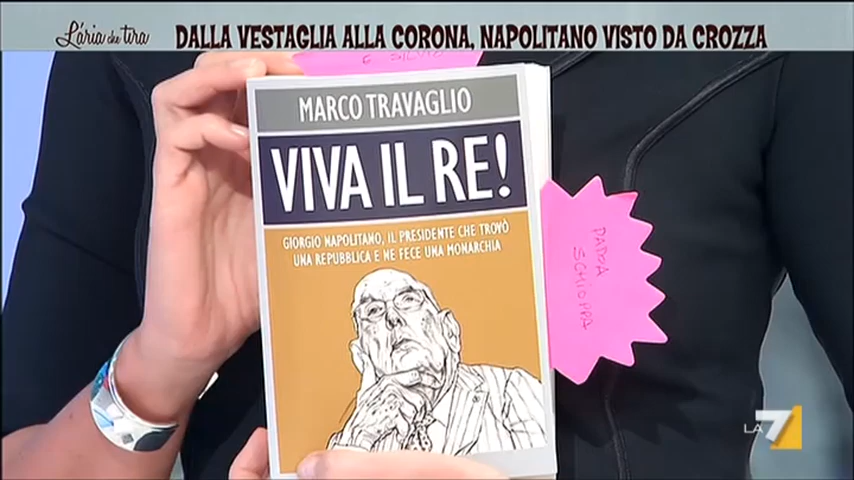 L'aria che tira
DALLA VESTAGLIA ALLA CORONA, NAPOLITANO VISTO DA CROZZA
E SILVIO
MARCO TRAVAGLIO
VIVA IL RE!
GIORGIO NAPOLITANO, IL PRESIDENTE CHE TROVÒ
UNA REPUBBLICA E NE FECE UNA MONARCHIA
PADOA
SCHIOPPA
LA7